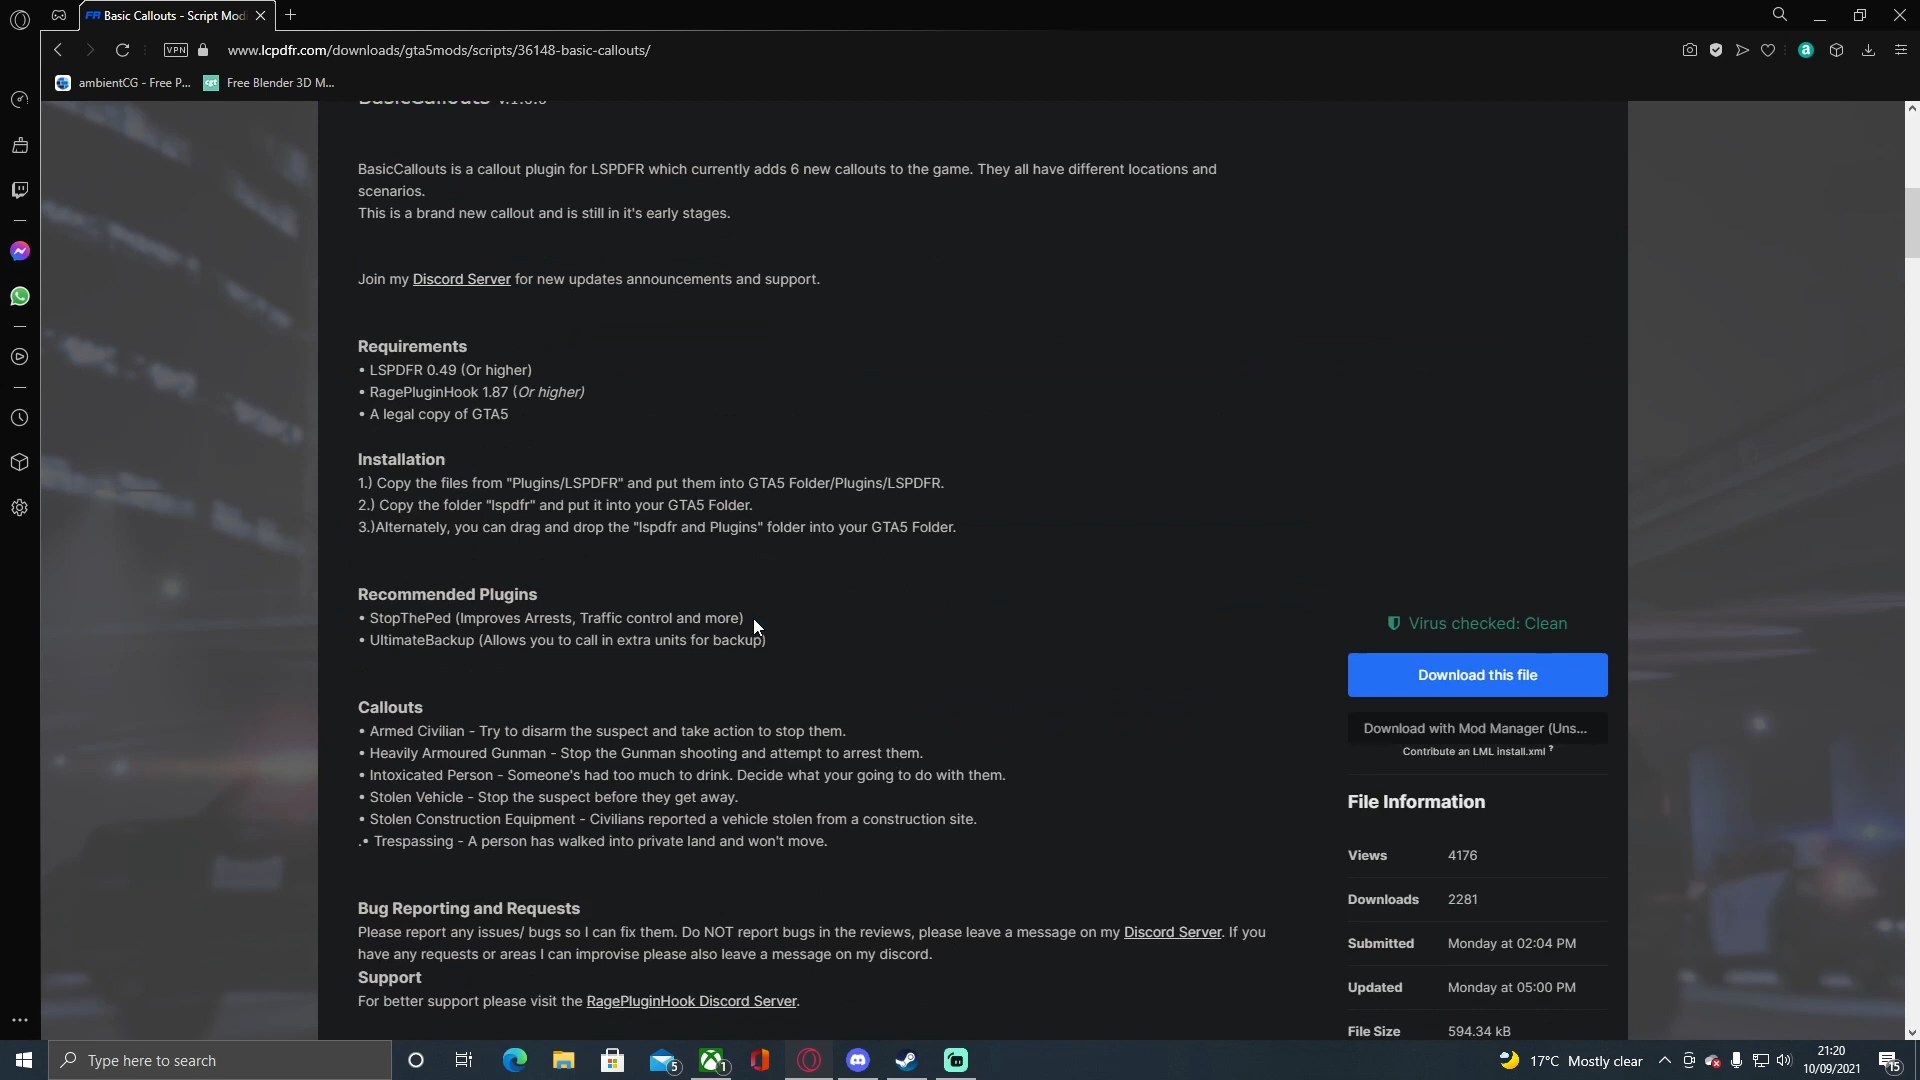 FR Basic Callouts - Script Modi
VPN
www.lcpdfr.com/downloads/gta5mods/scripts/36148-basic-callouts/
ambientCG - Free P...
cgt Free Blender 3D M...
BasicCallouts v.1.0.0
BasicCallouts is a callout plugin for LSPDFR which currently adds 6 new callouts to the game. They all have different locations and
scenarios.
This is a brand new callout and is still in it's early stages.
Join my Discord Server for new updates announcements and support.
Requirements
• LSPDFR 0.49 (Or higher)
• RagePluginHook 1.87 (Or higher)
• A legal copy of GTA5
Installation
1.) Copy the files from "Plugins/LSPDFR" and put them into GTA5 Folder/Plugins/LSPDFR.
2.) Copy the folder "lspdfr" and put it into your GTA5 Folder.
3.)Alternately, you can drag and drop the "lspdfr and Plugins" folder into your GTA5 Folder.
Recommended Plugins
• StopThePed (Improves Arrests, Traffic control and more)
• UltimateBackup (Allows you to call in extra units for backup)
Callouts
• Armed Civilian - Try to disarm the suspect and take action to stop them.
• Heavily Armoured Gunman - Stop the Gunman shooting and attempt to arrest them.
• Intoxicated Person - Someone's had too much to drink. Decide what your going to do with them.
• Stolen Vehicle - Stop the suspect before they get away.
• Stolen Construction Equipment - Civilians reported a vehicle stolen from a construction site.
.• Trespassing - A person has walked into private land and won't move.
Bug Reporting and Requests
Please report any issues/ bugs so I can fix them. Do NOT report bugs in the reviews, please leave a message on my Discord Server. If you
have any requests or areas I can improvise please also leave a message on my discord.
Support
For better support please visit the RagePluginHook Discord Server.
Virus checked: Clean
Download this file
Download with Mod Manager (Uns...
Contribute an LML install.xml ?
File Information
Views 4176
Downloads 2281
Submitted Monday at 02:04 PM
Updated Monday at 05:00 PM
File Size 594.34 kB
Type here to search
5
1
17°C Mostly clear
21:20
10/09/2021
15